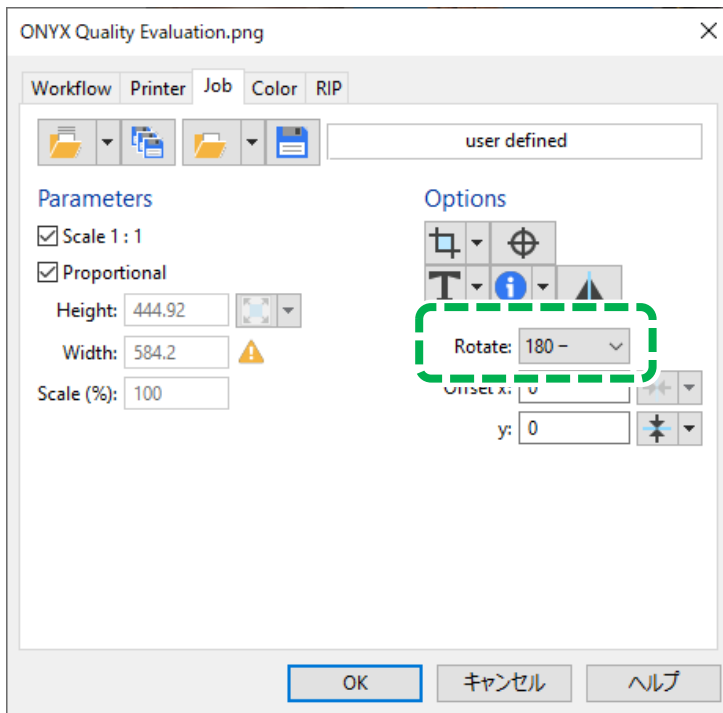 ONYX Quality Evaluation.png
Workflow Printer Job Color RIP
user defined
Parameters
Scale 1 : 1
Proportional
Height: 444.92
Width: 584.2
Scale (%): 100
Options
Rotate: 180 –
Offset x: 0
y: 0
OK キャンセル ヘルプ